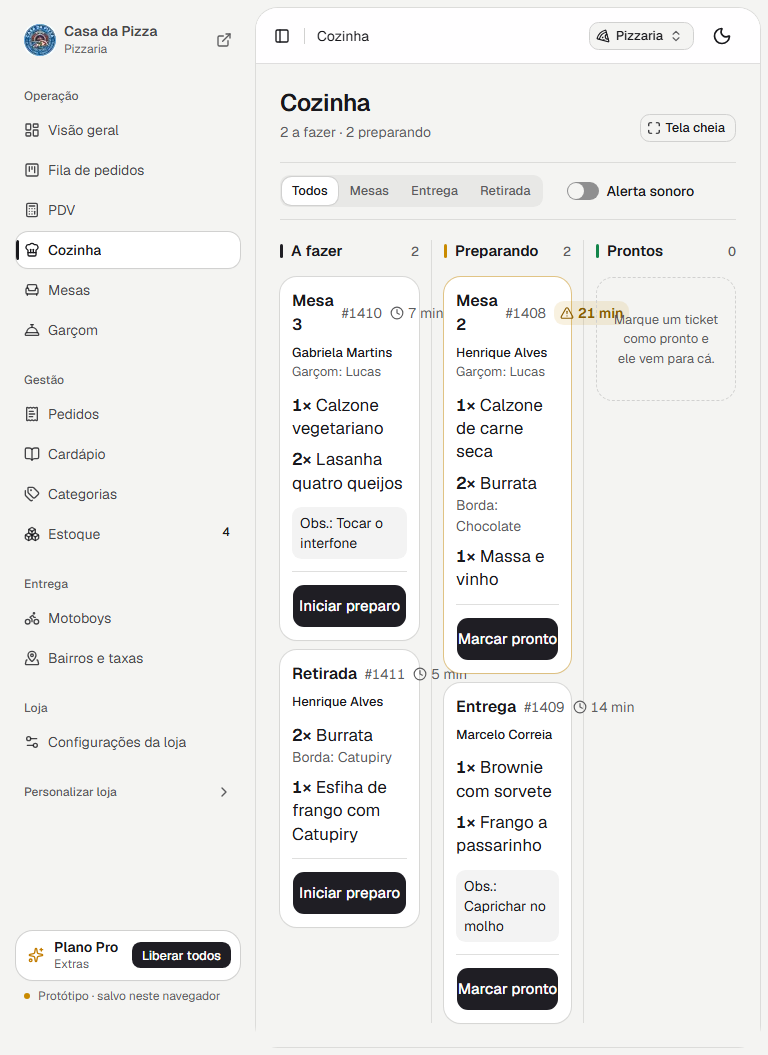 Casa da Pizza
Pizzaria
Operação
Visão geral
Fila de pedidos
PDV
Cozinha
Mesas
Garçom
Gestão
Pedidos
Cardápio
Categorias
Estoque 4
Entrega
Motoboys
Bairros e taxas
Loja
Configurações da loja
Personalizar loja
Plano Pro
Extras
Liberar todos
Protótipo · salvo neste navegador
Cozinha
Pizzaria
Cozinha
2 a fazer · 2 preparando
Tela cheia
Todos Mesas Entrega Retirada
Alerta sonoro
A fazer 2
Mesa 
3
#1410 7 min
Gabriela Martins
Garçom: Lucas
1× Calzone
vegetariano
2× Lasanha
quatro queijos
Obs.: Tocar o
interfone
Iniciar preparo
Retirada #1411 5 min
Henrique Alves
2× Burrata
Borda: Catupiry
1× Esfiha de
frango com
Catupiry
Iniciar preparo
Preparando 2
Mesa
2
#1408 21 min
Henrique Alves
Garçom: Lucas
1× Calzone
de carne
seca
2× Burrata
Borda:
Chocolate
1× Massa e
vinho
Marcar pronto
Entrega #1409 14 min
Marcelo Correia
1× Brownie
com sorvete
1× Frango a
passarinho
Obs.:
Caprichar no
molho
Marcar pronto
Prontos 0
Marque um ticket
como pronto e
ele vem para cá.